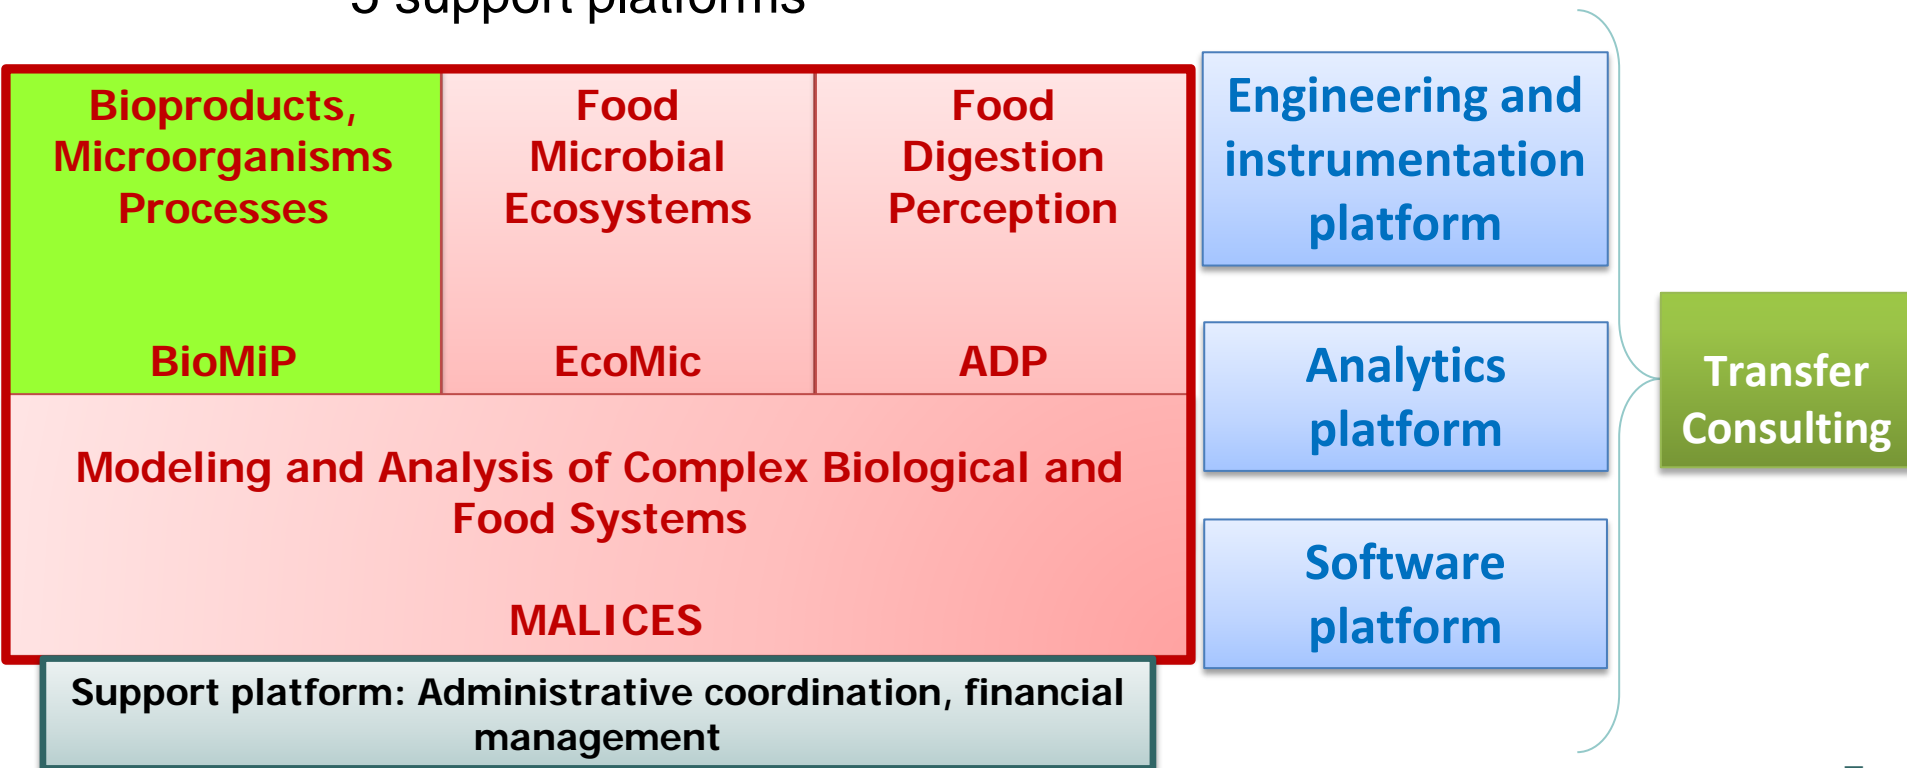 support platforms
Bioproducts,
Microorganisms
Processes
BioMiP
Food
Microbial
Ecosystems
EcoMic
Food
Digestion
Perception
ADP
Modeling and Analysis of Complex Biological and
Food Systems
MALICES
Support platform: Administrative coordination, financial
management
Engineering and
instrumentation
platform
Analytics
platform
Software
platform
Transfer
Consulting